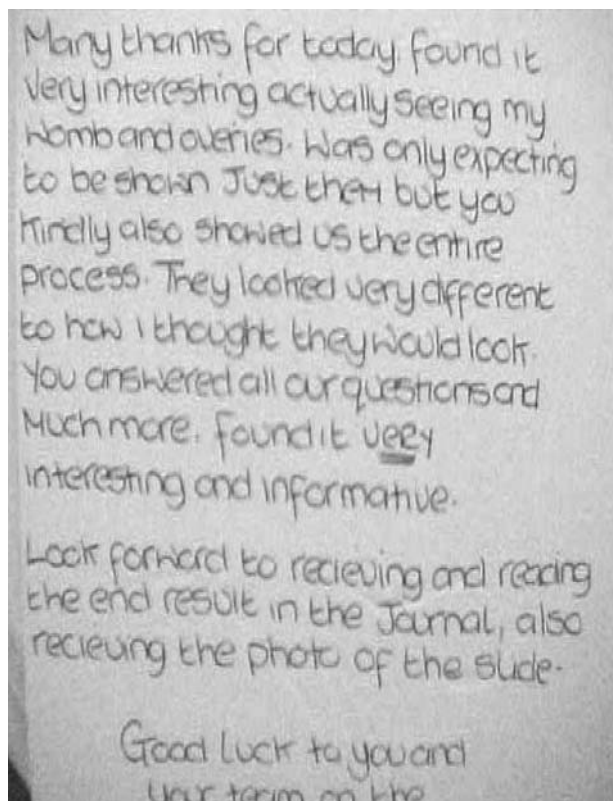 Many thanks for today, found it
very interesting actually seeing my
womb and overies. Was only expecting
to be shown Just them but you
kindly also showed us the entire
process. They looked very different
to how I thought they would look.
You answered all our questions and
Much more. Found it veey
interesting and informative.
Look forward to recieving and reading
the end result in the Journal, also
recieving the photo of the slide.
Good luck to you and
your team on the